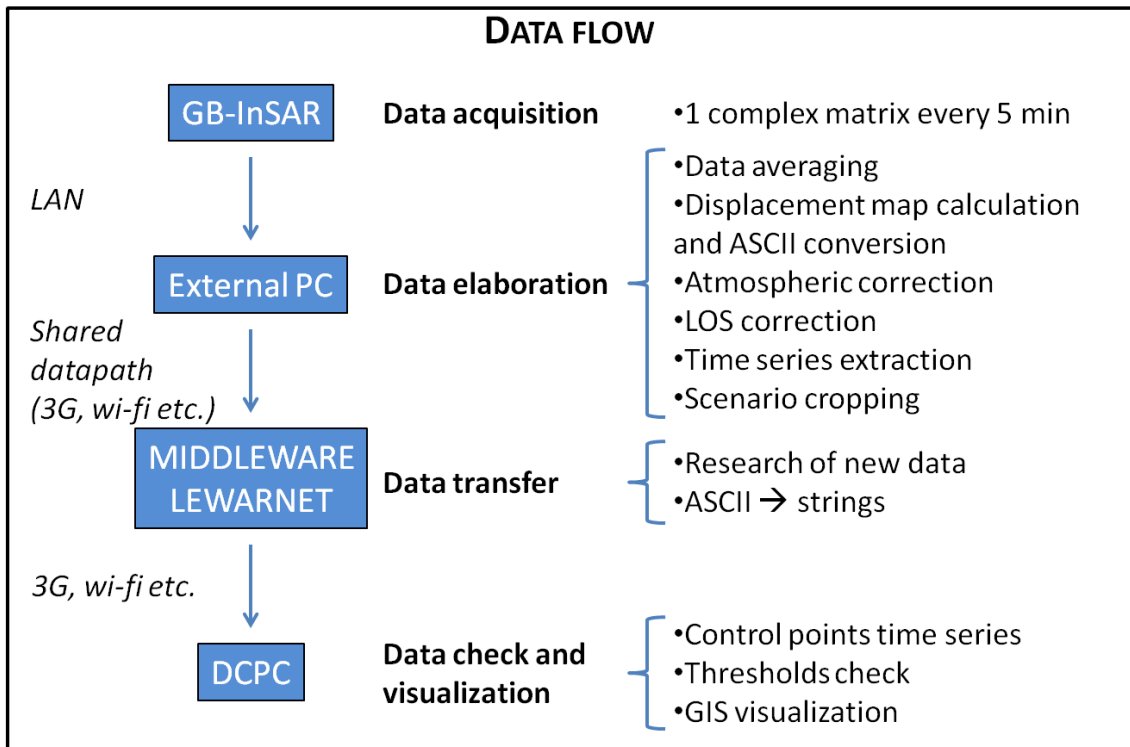 DATA FLOW
GB-InSAR
Data acquisition
•1 complex matrix every 5 min
LAN
External PC
Data elaboration
•Data averaging
•Displacement map calculation
and ASCII conversion
•Atmospheric correction
•LOS correction
•Time series extraction
•Scenario cropping
Shared
datapath
(3G, wi-fi etc.)
MIDDLEWARE
LEWARNET
Data transfer
•Research of new data
•ASCII → strings
3G, wi-fi etc.
DCPC
Data check and
visualization
•Control points time series
•Thresholds check
•GIS visualization